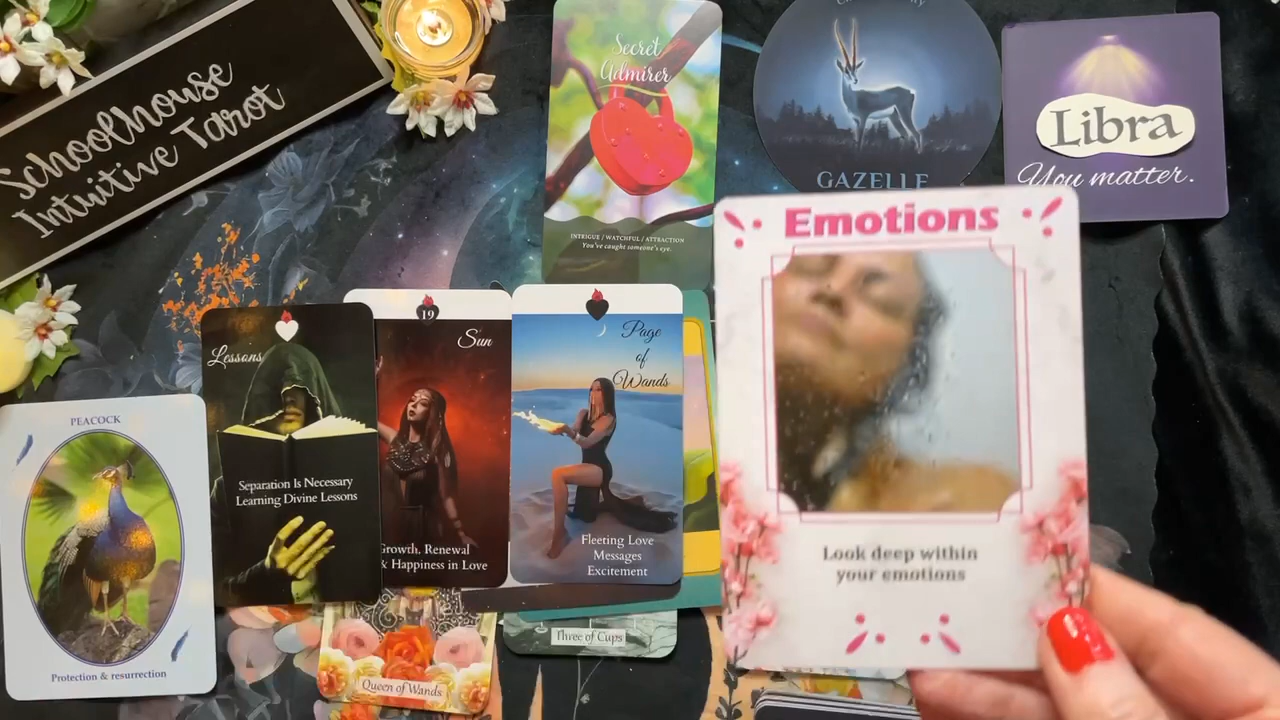 Schoolhouse
Intuitive Tarot
Secret
Admirer
INTRIGUE / WATCHFUL / ATTRACTION
You've caught someone's eye.
GAZELLE
Libra
You matter.
Emotions
Look deep within
your emotions
PEACOCK
Protection & resurrection
Lessons
Separation Is Necessary
Learning Divine Lessons
19
Sun
Growth, Renewal
& Happiness in Love
Page
of
Wands
Fleeting Love
Messages
Excitement
Queen of Wands
Three of Cups